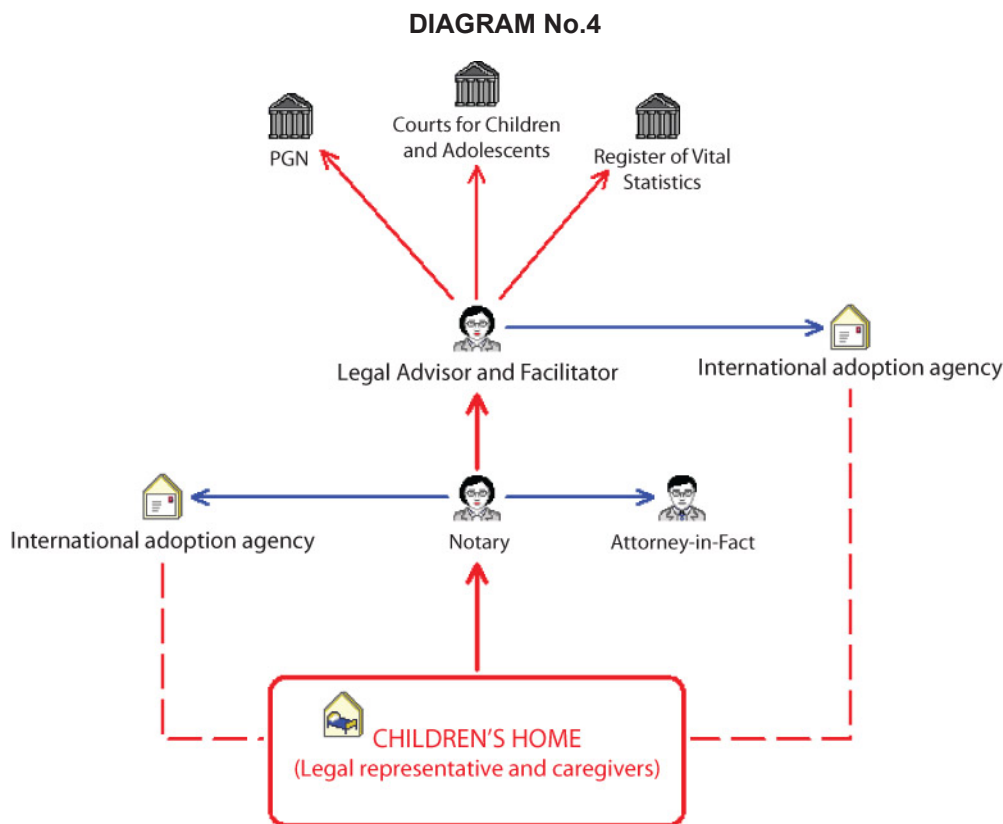 DIAGRAM No.4
Courts for Children
and Adolescents
PGN
Register of Vital
Statistics
Legal Advisor and Facilitator
International adoption agency
International adoption agency
Notary
Attorney-in-Fact
CHILDREN'S HOME
(Legal representative and caregivers)